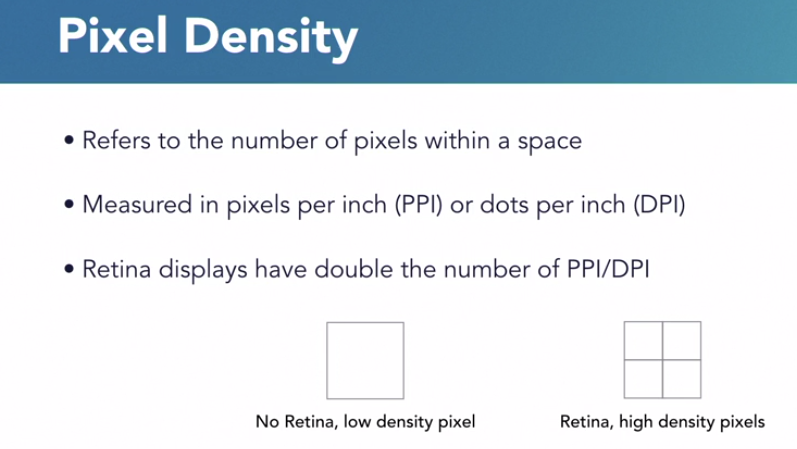 Pixel Density
• Refers to the number of pixels within a space
• Measured in pixels per inch (PPI) or dots per inch (DPI)
• Retina displays have double the number of PPI/DPI
No Retina, low density pixel
Retina, high density pixels